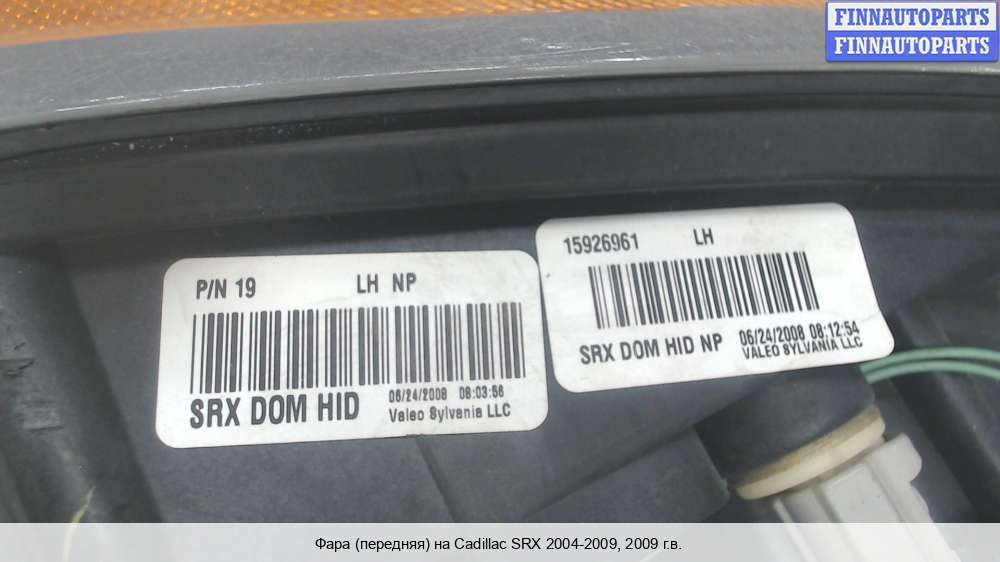 FINNAUTOPARTS
FINNAUTOPARTS
15926961 LH
SRX DOM HID NP 06/24/2008 08:12:54
VALEO SYLVANIA LLC
P/N 19 LH NP
SRX DOM HID 06/24/2008 08:03:56
Valeo Sylvania LLC
Фара (передняя) на Cadillac SRX 2004-2009, 2009 г.в.